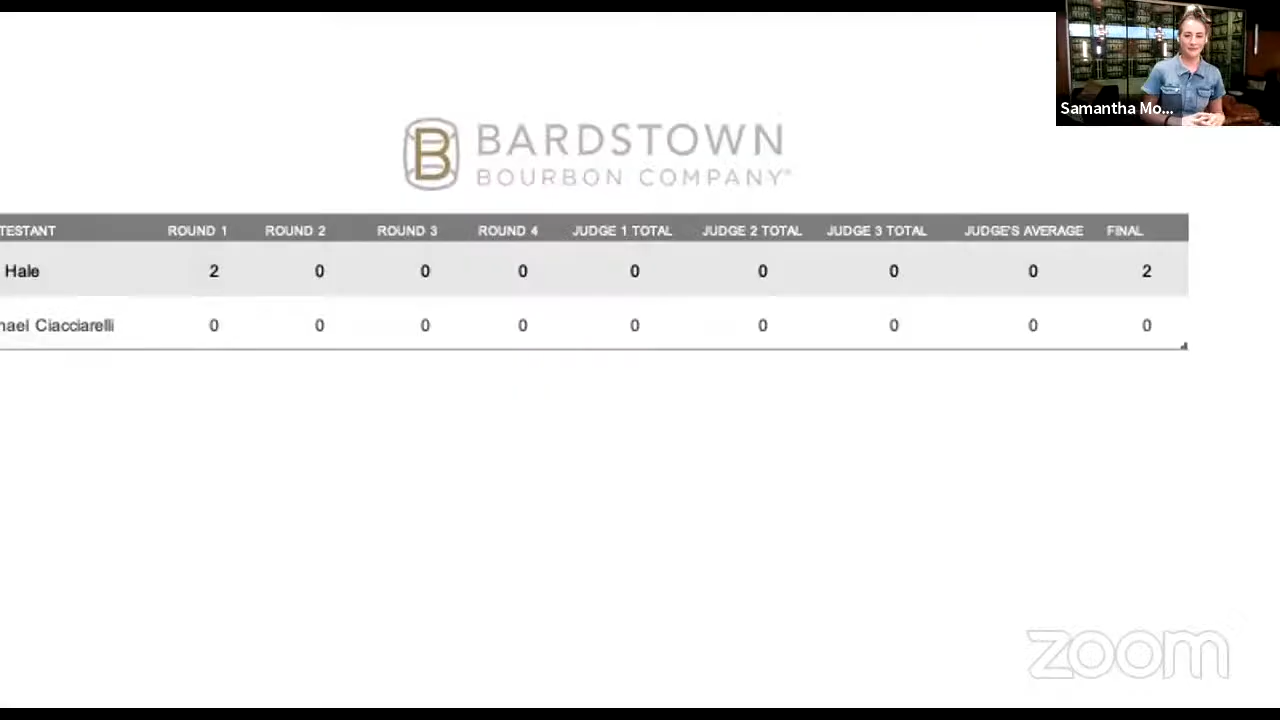 Samantha Mo...
BARDSTOWN
BOURBON COMPANY®
TESTANT ROUND 1 ROUND 2 ROUND 3 ROUND 4 JUDGE 1 TOTAL JUDGE 2 TOTAL JUDGE 3 TOTAL JUDGE'S AVERAGE FINAL
Hale 2 0 0 0 0 0 0 0 2
hael Ciacciarelli 0 0 0 0 0 0 0 0 0
zoom